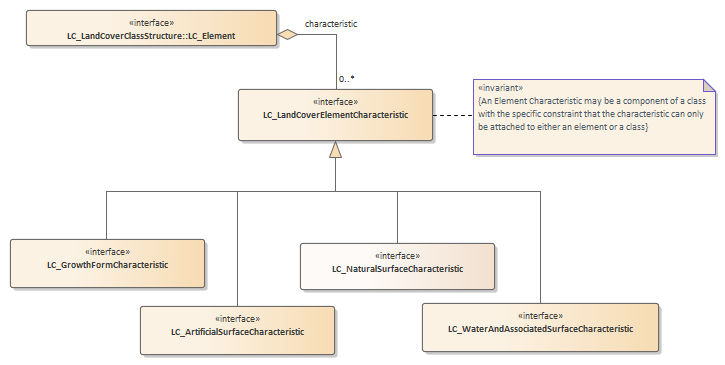 «interface»
LC_LandCoverClassStructure::LC_Element
characteristic
0..*
«interface»
LC_LandCoverElementCharacteristic
«invariant»
{An Element Characteristic may be a component of a class
with the specific constraint that the characteristic can only
be attached to either an element or a class}
«interface»
LC_GrowthFormCharacteristic
«interface»
LC_NaturalSurfaceCharacteristic
«interface»
LC_ArtificialSurfaceCharacteristic
«interface»
LC_WaterAndAssociatedSurfaceCharacteristic